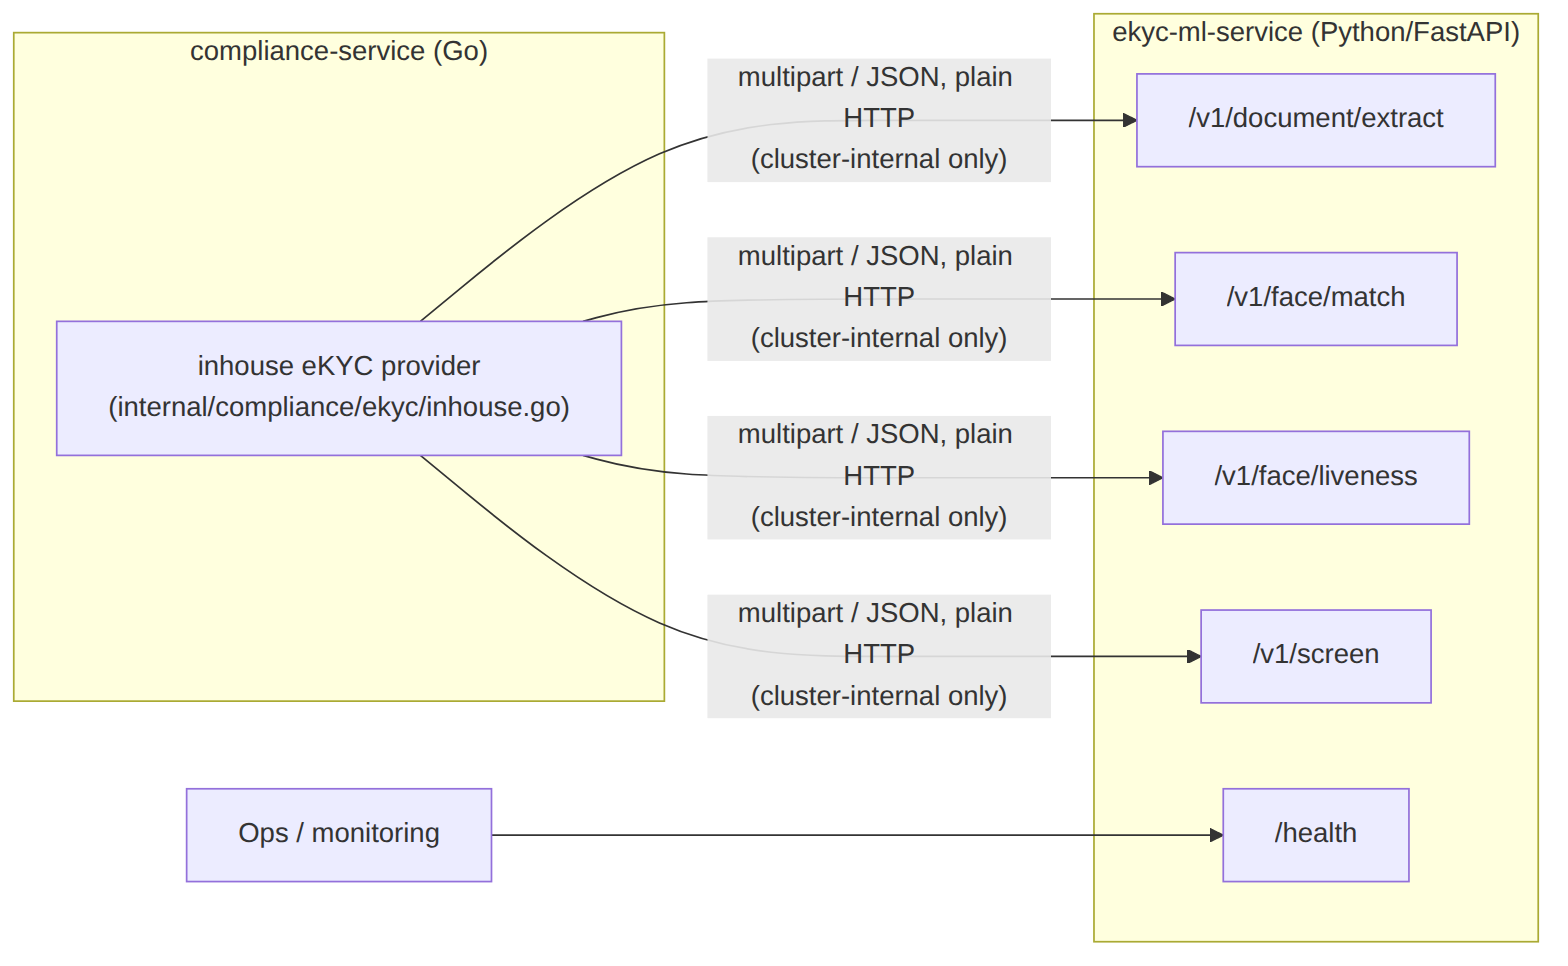 compliance-service (Go)
ekyc-ml-service (Python/FastAPI)
multipart / JSON, plain
HTTP
(cluster-internal only)
/v1/document/extract
multipart / JSON, plain
HTTP
(cluster-internal only)
/v1/face/match
inhouse eKYC provider
(internal/compliance/ekyc/inhouse.go)
multipart / JSON, plain
HTTP
(cluster-internal only)
/v1/face/liveness
multipart / JSON, plain
HTTP
(cluster-internal only)
/v1/screen
Ops / monitoring
/health